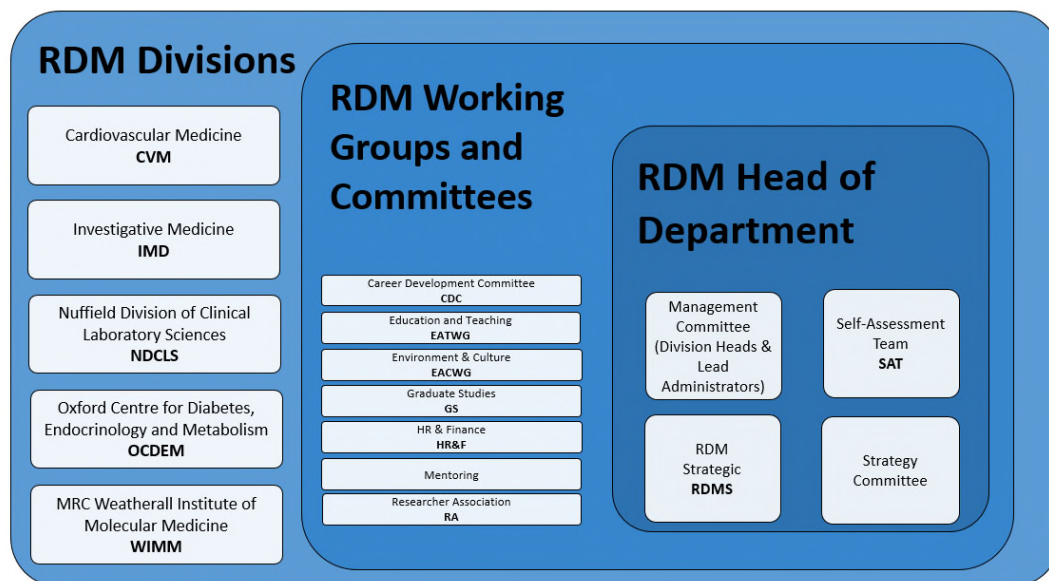 RDM Divisions
Cardiovascular Medicine
CVM
Investigative Medicine
IMD
Nuffield Division of Clinical
Laboratory Sciences
NDCLS
Oxford Centre for Diabetes,
Endocrinology and Metabolism
OCDEM
MRC Weatherall Institute of
Molecular Medicine
WIMM
RDM Working
Groups and
Committees
Career Development Committee
CDC
Education and Teaching
EATWG
Environment & Culture
EACWG
Graduate Studies
GS
HR & Finance
HR&F
Mentoring
Researcher Association
RA
RDM Head of
Department
Management
Committee
(Division Heads &
Lead
Administrators)
Self-Assessment
Team
SAT
RDM
Strategic
RDMS
Strategy
Committee